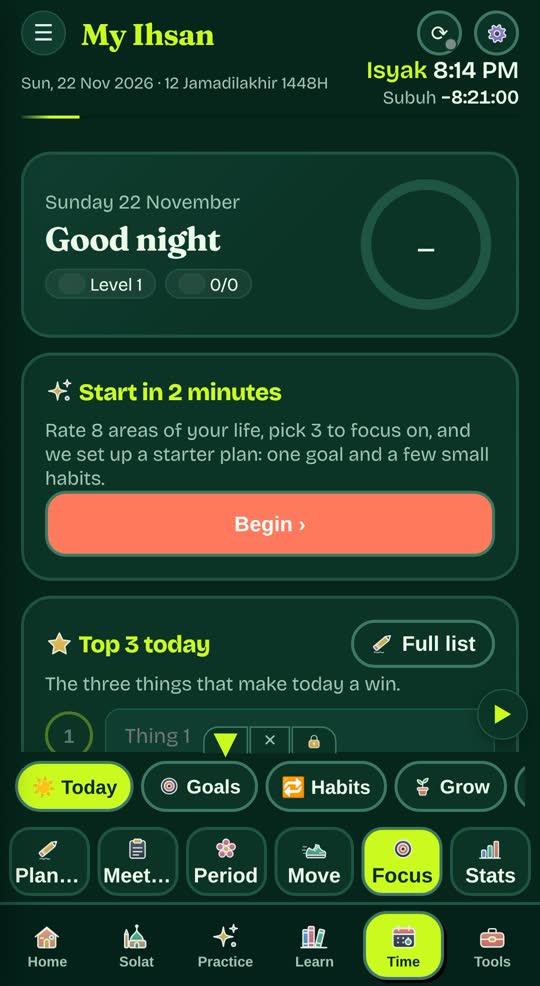 My Ihsan
Sun, 22 Nov 2026 · 12 Jamadilakhir 1448H
Isyak 8:14 PM
Subuh −8:21:00
Sunday 22 November
Good night
Level 1
0/0
–
Start in 2 minutes
Rate 8 areas of your life, pick 3 to focus on, and
we set up a starter plan: one goal and a few small
habits.
Begin ›
Top 3 today
Full list
The three things that make today a win.
1
Thing 1
Today
Goals
Habits
Grow
Plan…
Meet…
Period
Move
Focus
Stats
Home
Solat
Practice
Learn
Time
Tools